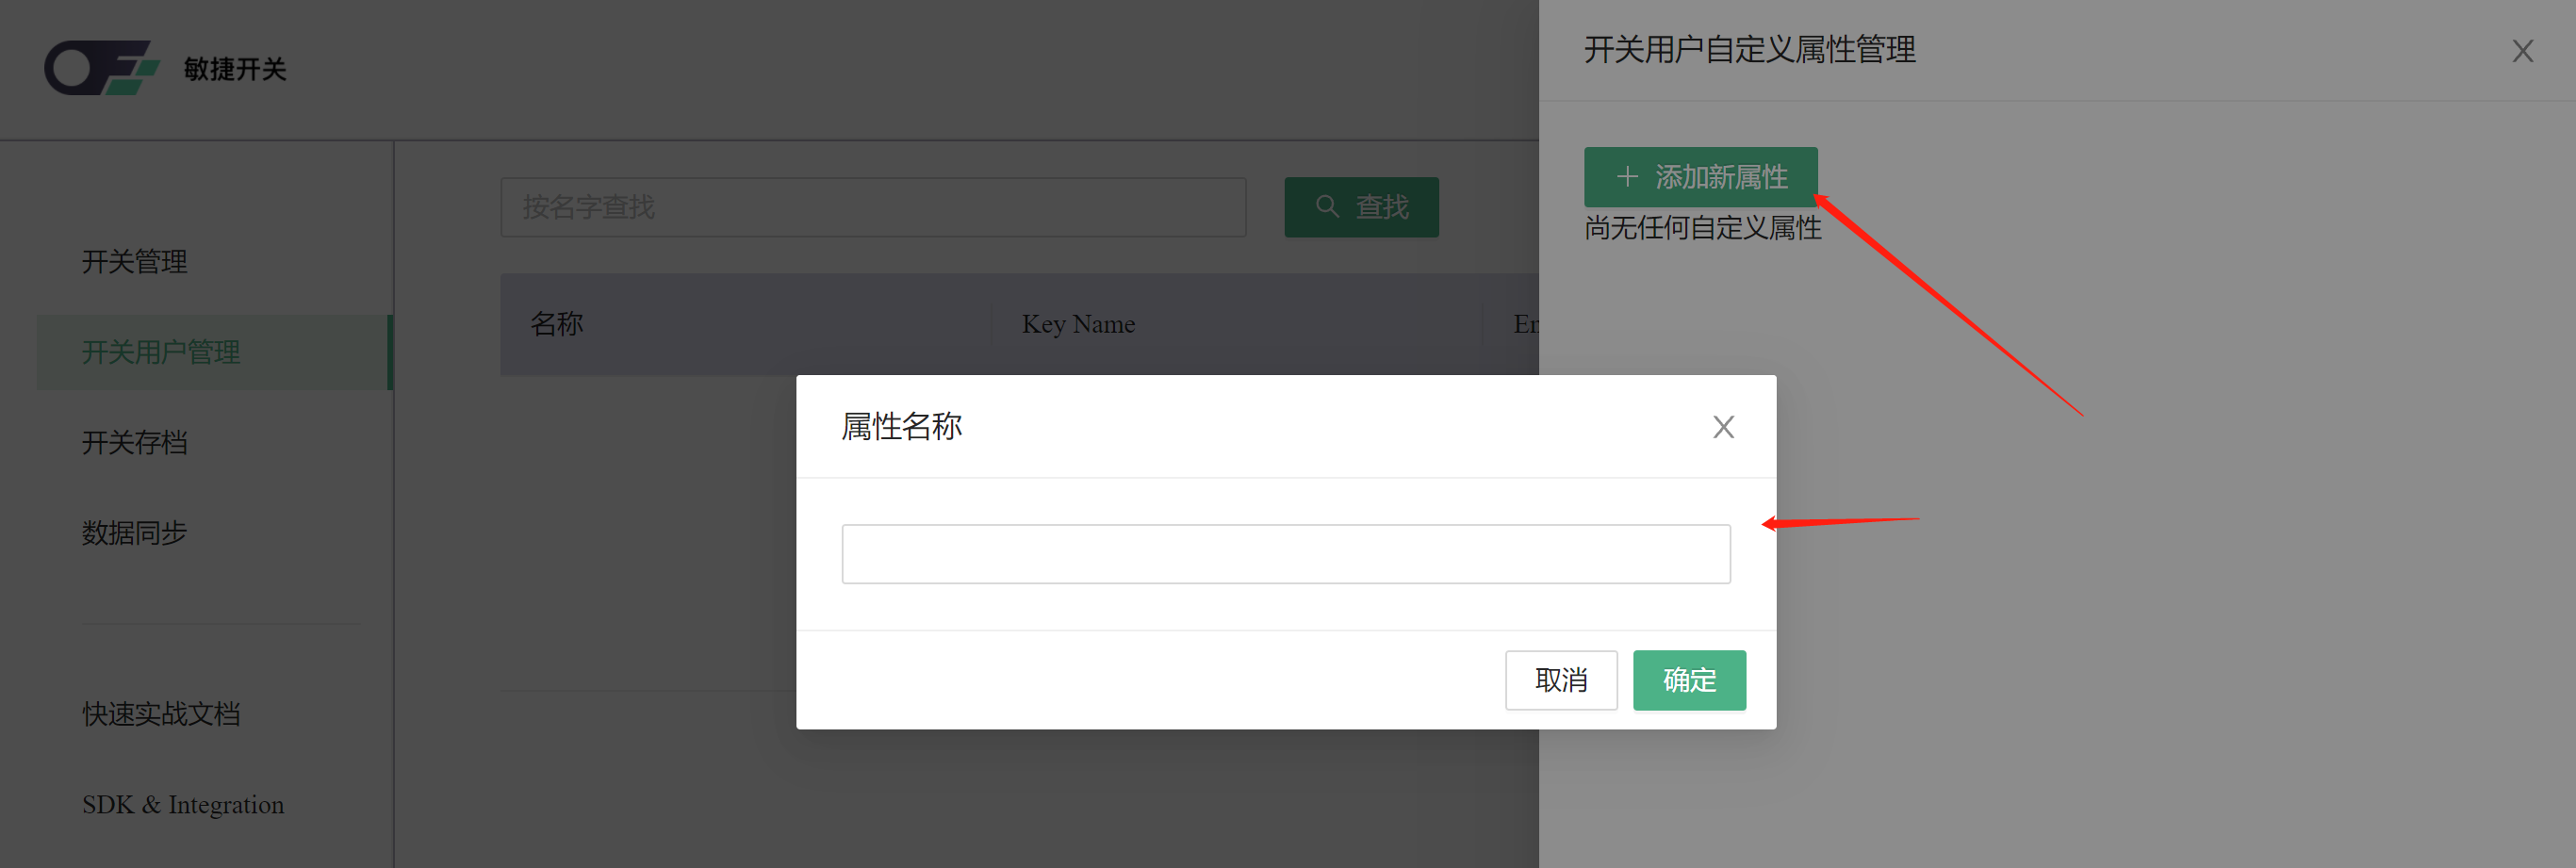 敏捷开关
开关管理
开关用户管理
开关存档
数据同步
快速实战文档
SDK & Integration
按名字查找
查找
名称
Key Name
开关用户自定义属性管理
添加新属性
尚无任何自定义属性
属性名称
取消
确定